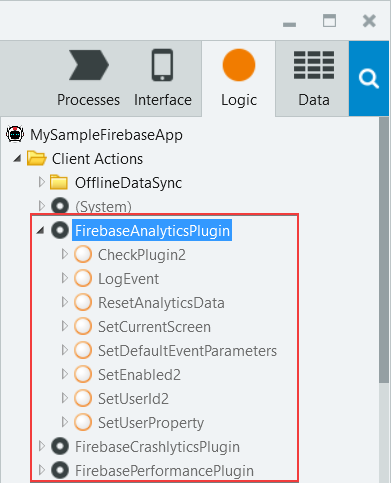 Processes Interface Logic Data
MySampleFirebaseApp
Client Actions
OfflineDataSync
(System)
FirebaseAnalyticsPlugin
CheckPlugin2
LogEvent
ResetAnalyticsData
SetCurrentScreen
SetDefaultEventParameters
SetEnabled2
SetUserId2
SetUserProperty
FirebaseCrashlyticsPlugin
FirebasePerformancePlugin